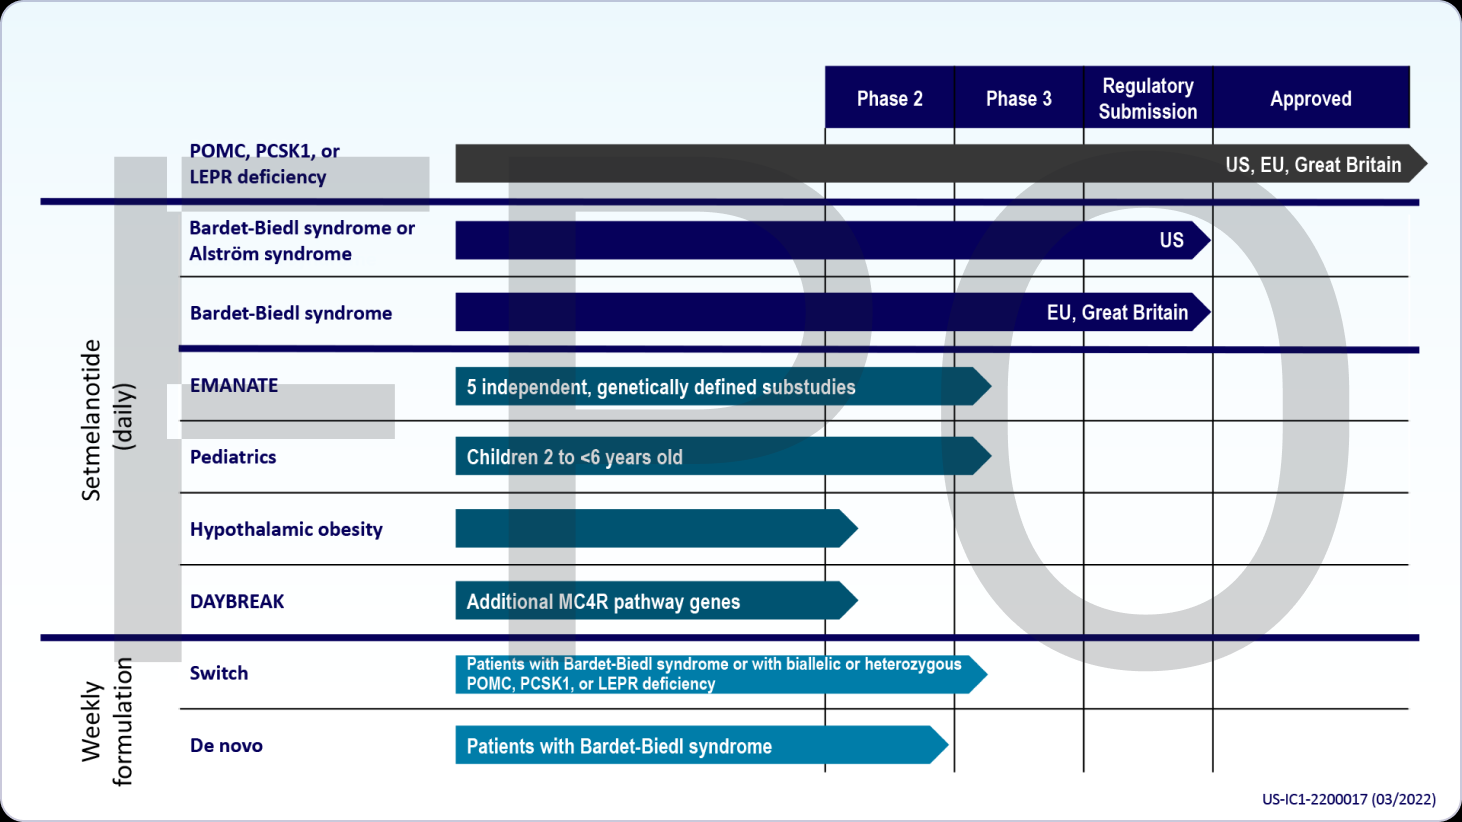 Phase 2
Phase 3
Regulatory
Submission
Approved
POMC, PCSK1, or
LEPR deficiency
US, EU, Great Britain
Setmelanotide
(daily)
Bardet-Biedl syndrome or
Alström syndrome
US
Bardet-Biedl syndrome
EU, Great Britain
EMANATE
5 independent, genetically defined substudies
Pediatrics
Children 2 to <6 years old
Hypothalamic obesity
DAYBREAK
Additional MC4R pathway genes
Weekly
formulation
Switch
Patients with Bardet-Biedl syndrome or with biallelic or heterozygous
POMC, PCSK1, or LEPR deficiency
De novo
Patients with Bardet-Biedl syndrome
US-IC1-2200017 (03/2022)
FPO